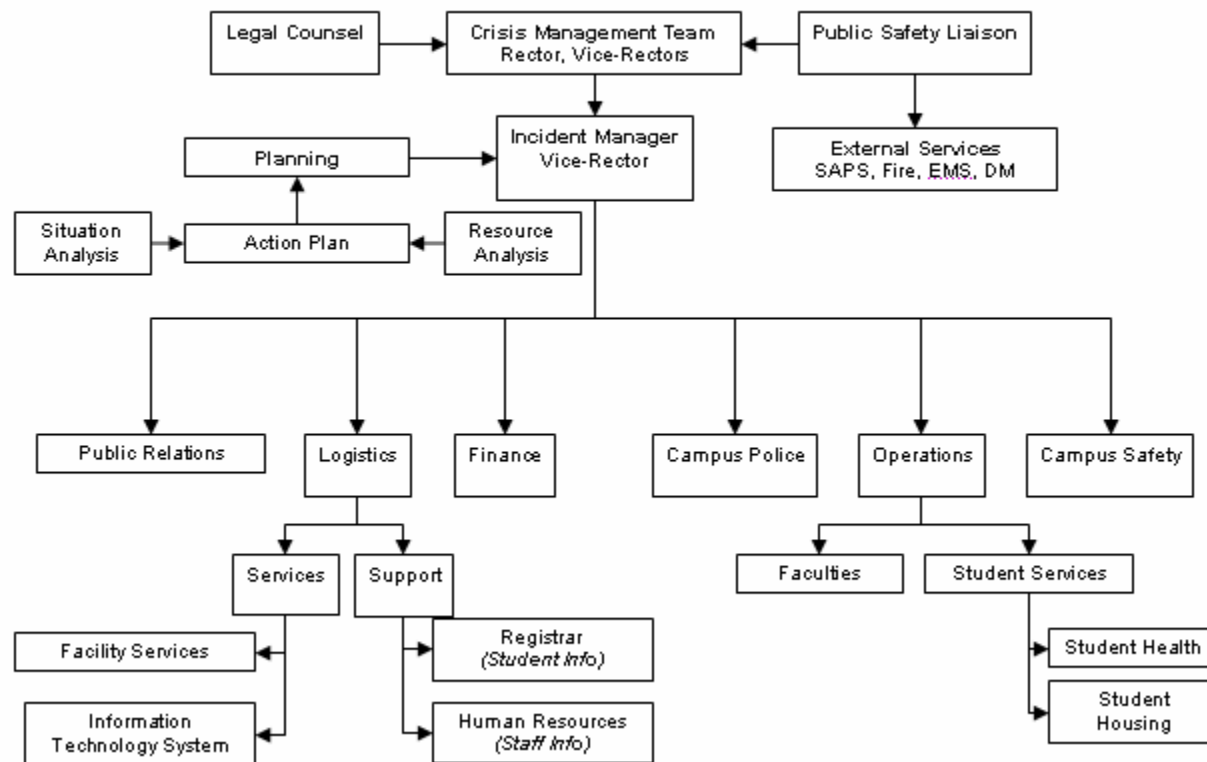 Legal Counsel
Crisis Management Team
Rector, Vice-Rectors
Public Safety Liaison
Incident Manager
Vice-Rector
External Services
SAPS, Fire, EMS, DM
Planning
Situation
Analysis
Action Plan
Resource
Analysis
Public Relations
Logistics
Finance
Campus Police
Operations
Campus Safety
Services
Support
Faculties
Student Services
Facility Services
Registrar
(Student Info)
Student Health
Information
Technology System
Human Resources
(Staff Info)
Student
Housing